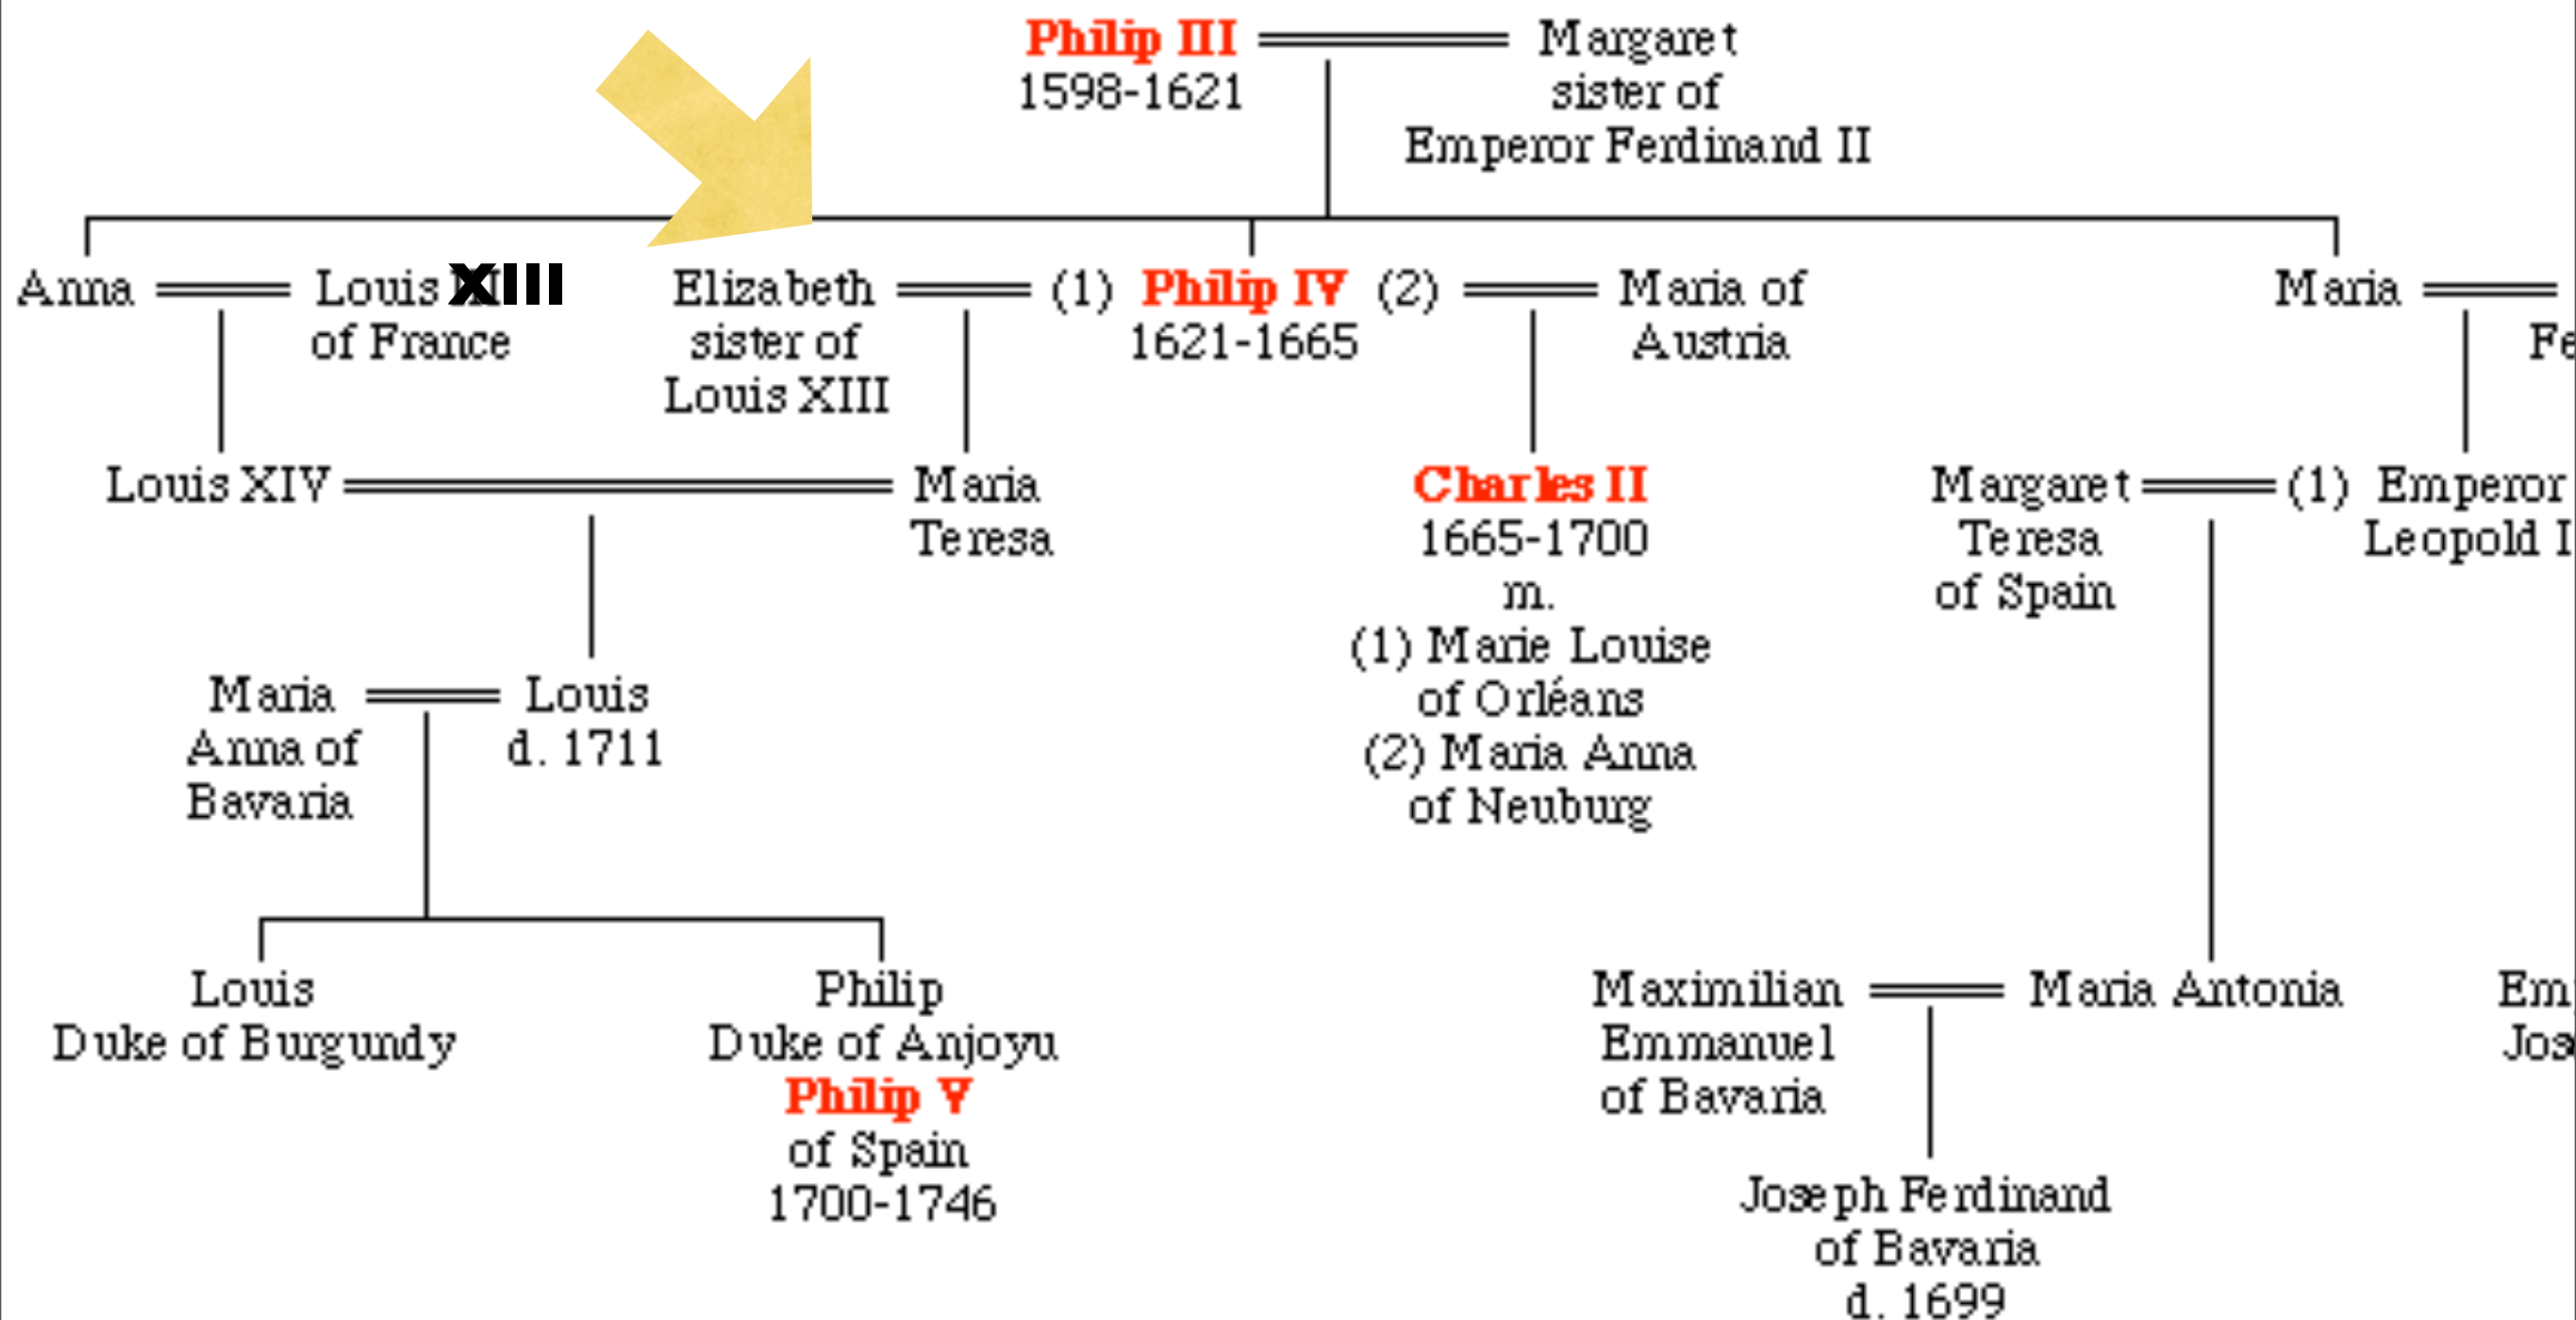 Philip III
1598-1621
Margaret
sister of
Emperor Ferdinand II
Anna
Louis XIII
of France
Elizabeth
sister of
Louis XIII
(1) Philip IV (2)
1621-1665
Maria of
Austria
Maria
Louis XIV
Maria
Teresa
Charles II
1665-1700
m.
(1) Marie Louise
of Orléans
(2) Maria Anna
of Neuburg
Margaret
Teresa
of Spain
(1) Emperor
Leopold I
Maria
Anna of
Bavaria
Louis
d. 1711
Louis
Duke of Burgundy
Philip
Duke of Anjoyu
Philip V
of Spain
1700-1746
Maximilian
Emmanuel
of Bavaria
Maria Antonia
Joseph Ferdinand
of Bavaria
d. 1699